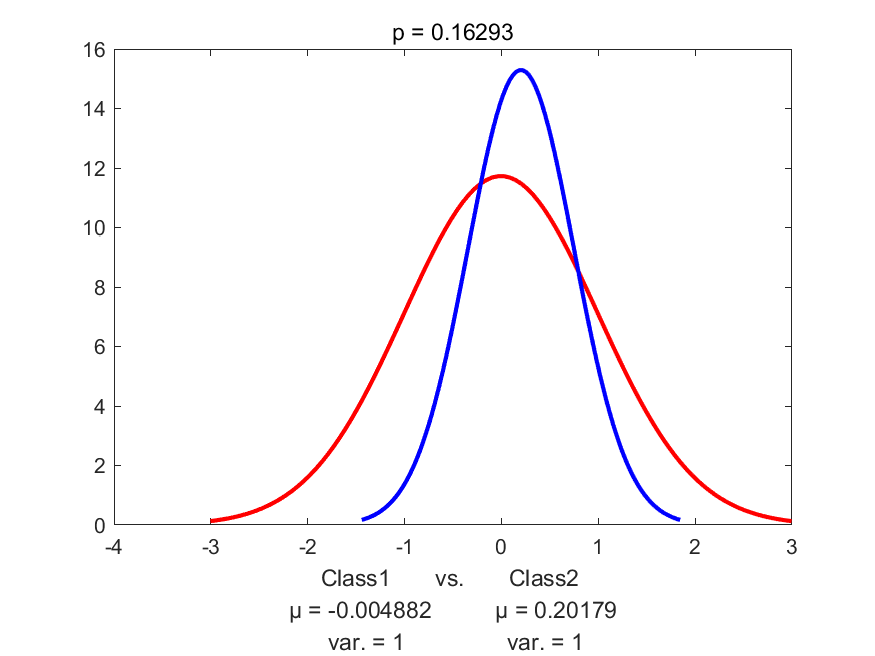 p = 0.16293
16
14
12
10
8
6
4
2
0
-4 -3 -2 -1 0 1 2 3
Class1 vs. Class2
μ = -0.004882 μ = 0.20179
var. = 1 var. = 1